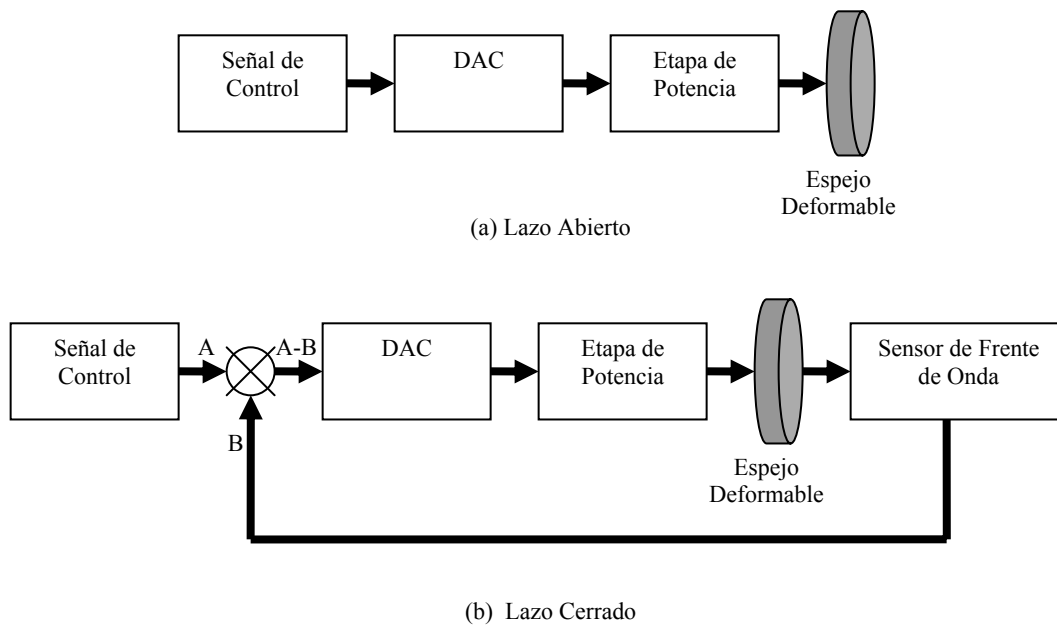 Señal de
Control
DAC
Etapa de
Potencia
Espejo
Deformable
(a) Lazo Abierto
Señal de
Control
A
A-B
B
DAC
Etapa de
Potencia
Espejo
Deformable
Sensor de Frente
de Onda
(b) Lazo Cerrado